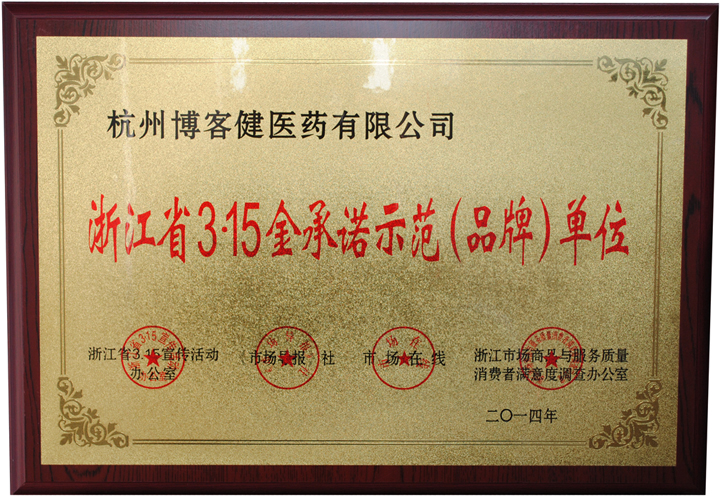 杭州博客健医药有限公司
浙江省3·15金承诺示范(品牌)单位
浙江省3.15宣传活动
办公室
市场导报 社
市 场 在 线
浙江市场商品与服务质量
消费者满意度调查办公室
二〇一四年